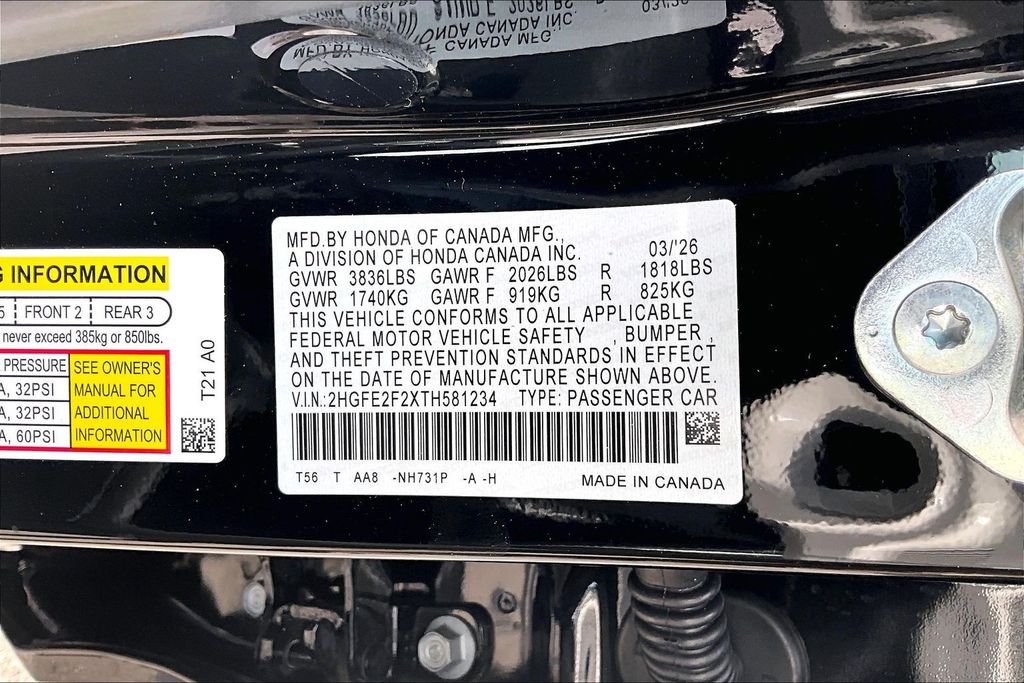 G INFORMATION
5 FRONT 2 REAR 3
never exceed 385kg or 850lbs.
PRESSURE SEE OWNER'S
A, 32PSI MANUAL FOR
A, 32PSI ADDITIONAL
A, 60PSI INFORMATION
T21 A0
MFD.BY HONDA OF CANADA MFG.,
A DIVISION OF HONDA CANADA INC. 03/'26
GVWR 3836LBS GAWR F 2026LBS R 1818LBS
GVWR 1740KG GAWR F 919KG R 825KG
THIS VEHICLE CONFORMS TO ALL APPLICABLE
FEDERAL MOTOR VEHICLE SAFETY , BUMPER ,
AND THEFT PREVENTION STANDARDS IN EFFECT
ON THE DATE OF MANUFACTURE SHOWN ABOVE.
V.I.N.:2HGFE2F2XTH581234 TYPE: PASSENGER CAR
T56 T AA8 -NH731P -A -H MADE IN CANADA